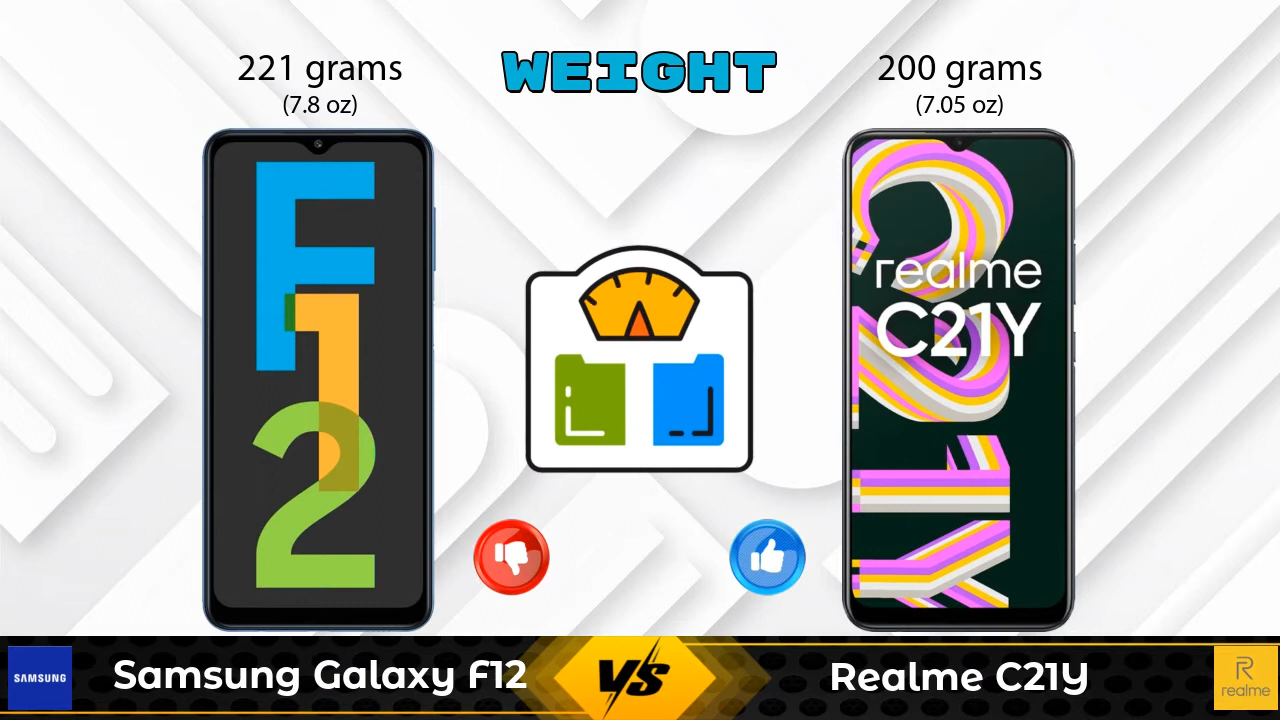 221 grams
(7.8 oz)
WEIGHT
200 grams
(7.05 oz)
F
1
2
realme
C21Y
C21Y
SAMSUNG
Samsung Galaxy F12
VS
Realme C21Y
R
realme